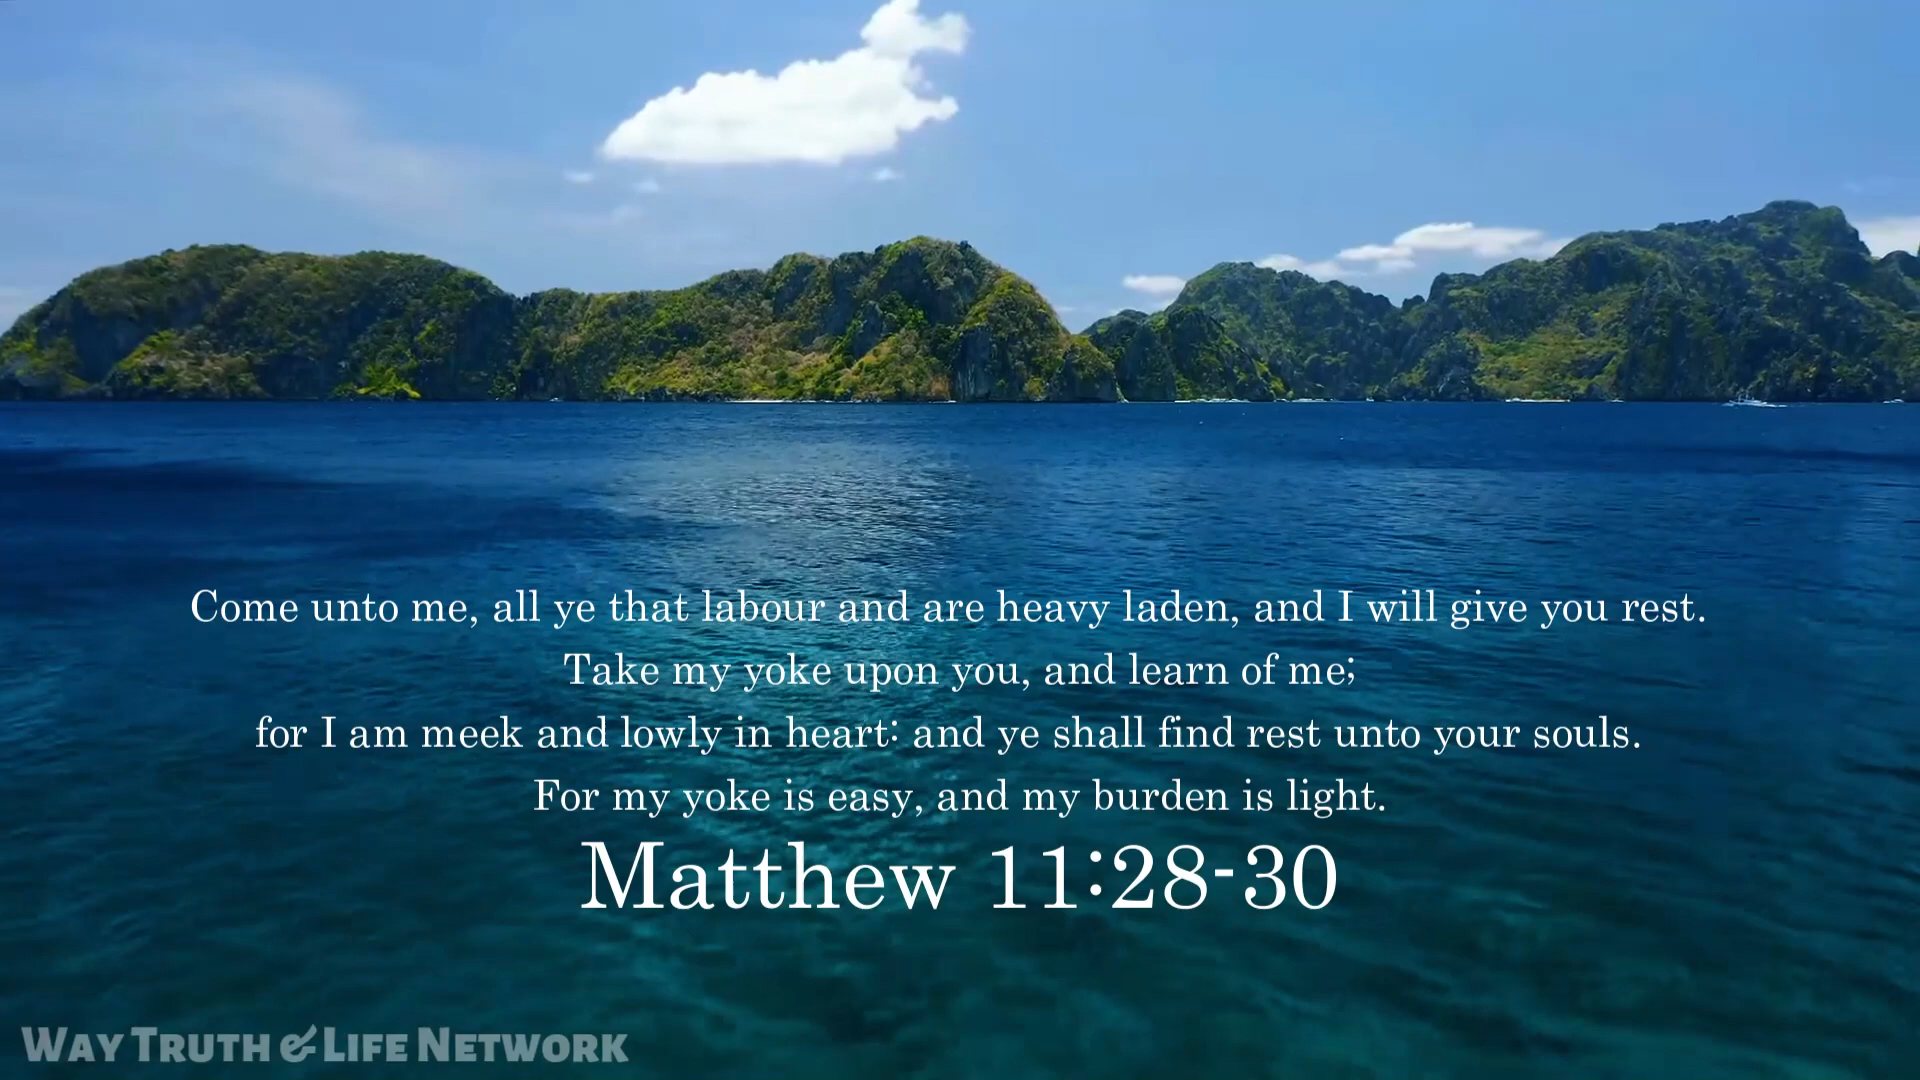 Come unto me, all ye that labour and are heavy laden, and I will give you rest.
Take my yoke upon you, and learn of me;
for I am meek and lowly in heart: and ye shall find rest unto your souls.
For my yoke is easy, and my burden is light.
Matthew 11:28-30
WAY TRUTH & LIFE NETWORK